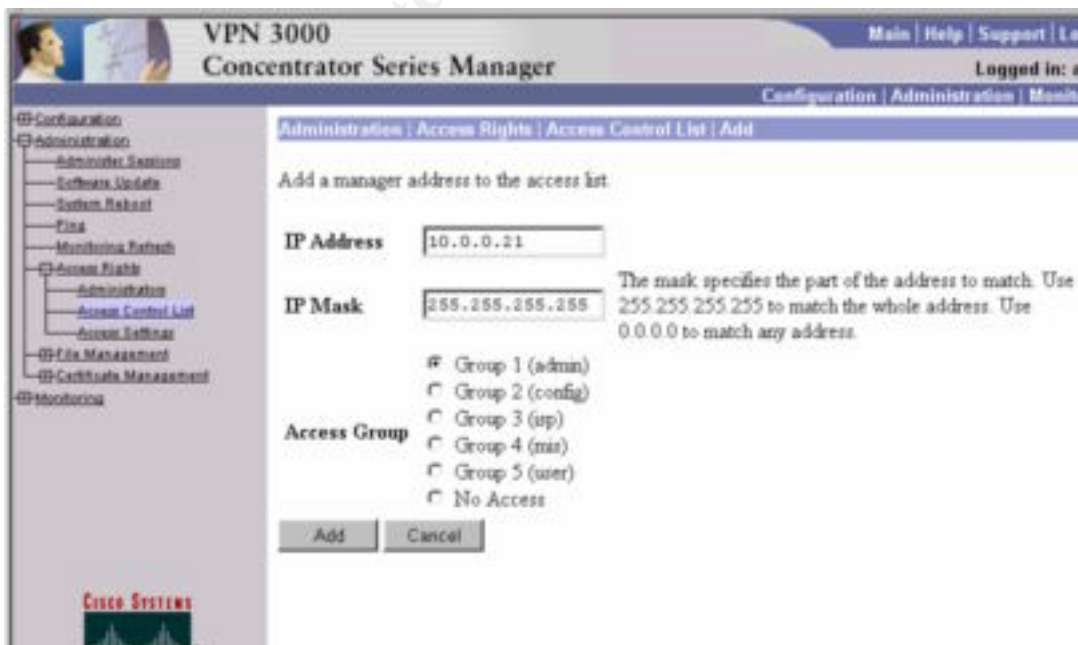 VPN 3000
Concentrator Series Manager
Main | Help | Support | Lo
Logged in: a
Configuration | Administration | Monito
Configuration
Administration
Administer Sessions
Software Update
System Reboot
Ping
Monitoring Refresh
Access Rights
Administrators
Access Control List
Access Settings
File Management
Certificate Management
Monitoring
Administration | Access Rights | Access Control List | Add
Add a manager address to the access list.
IP Address
10.0.0.21
IP Mask
255.255.255.255
The mask specifies the part of the address to match. Use
255.255.255.255 to match the whole address. Use
0.0.0.0 to match any address.
Access Group
Group 1 (admin)
Group 2 (config)
Group 3 (isp)
Group 4 (mis)
Group 5 (user)
No Access
Add
Cancel
CISCO SYSTEMS